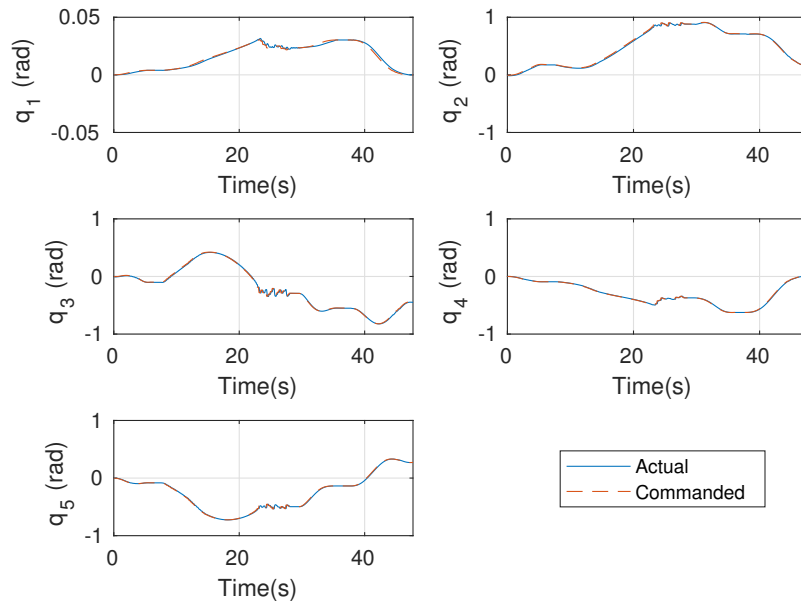 0.05
0
-0.05
q1 (rad)
0 20 40
Time(s)
1
0
-1
q2 (rad)
0 20 40
Time(s)
1
0
-1
q3 (rad)
0 20 40
Time(s)
1
0
-1
q4 (rad)
0 20 40
Time(s)
1
0
-1
q5 (rad)
0 20 40
Time(s)
Actual
Commanded